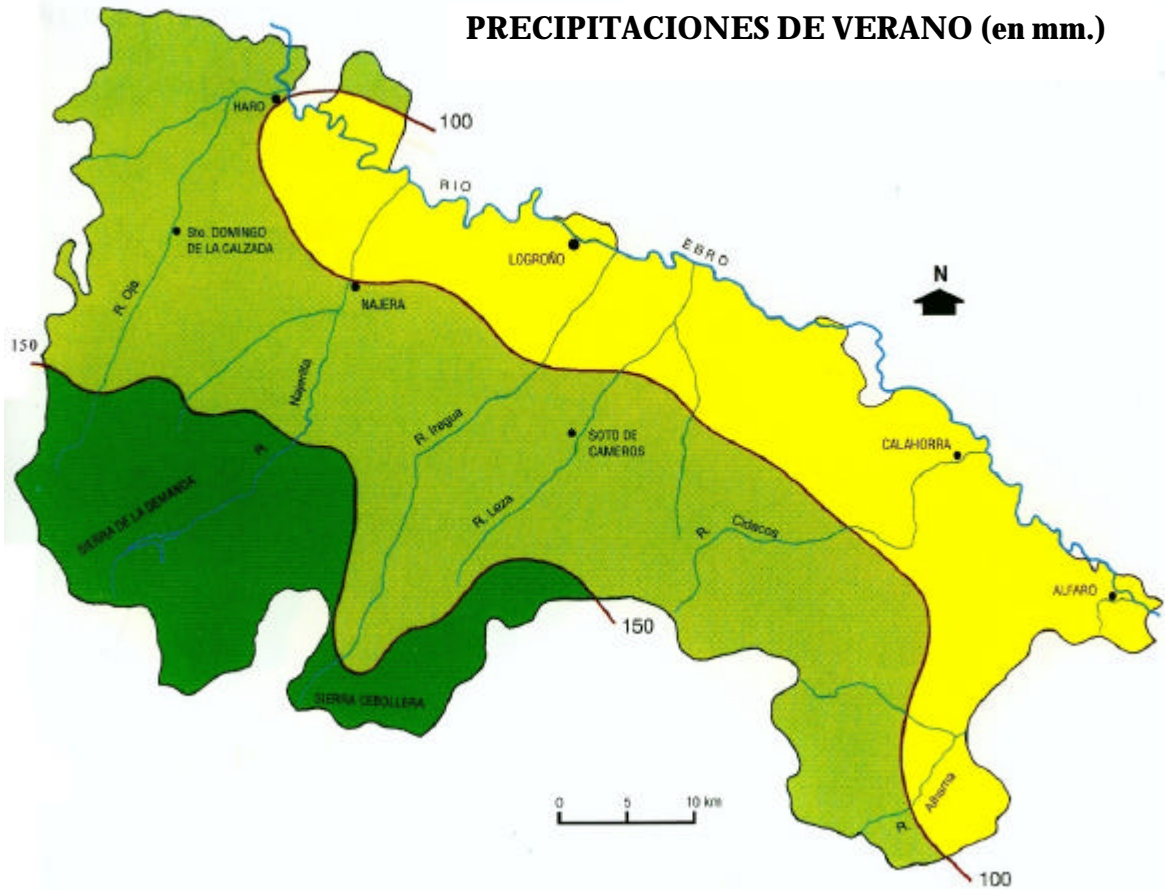 PRECIPITACIONES DE VERANO (en mm.)
HARO
100
RIO
Sto. DOMINGO
DE LA CALZADA
LOGROÑO
EBRO
N
R. Oja
NAJERA
150
Najerilla
R.
R. Iregua
SOTO DE
CAMEROS
CALAHORRA
SIERRA DE LA DEMANDA
R. Leza
R. Cidacos
ALFARO
150
SIERRA CEBOLLERA
0 5 10 km
R. Alhama
100